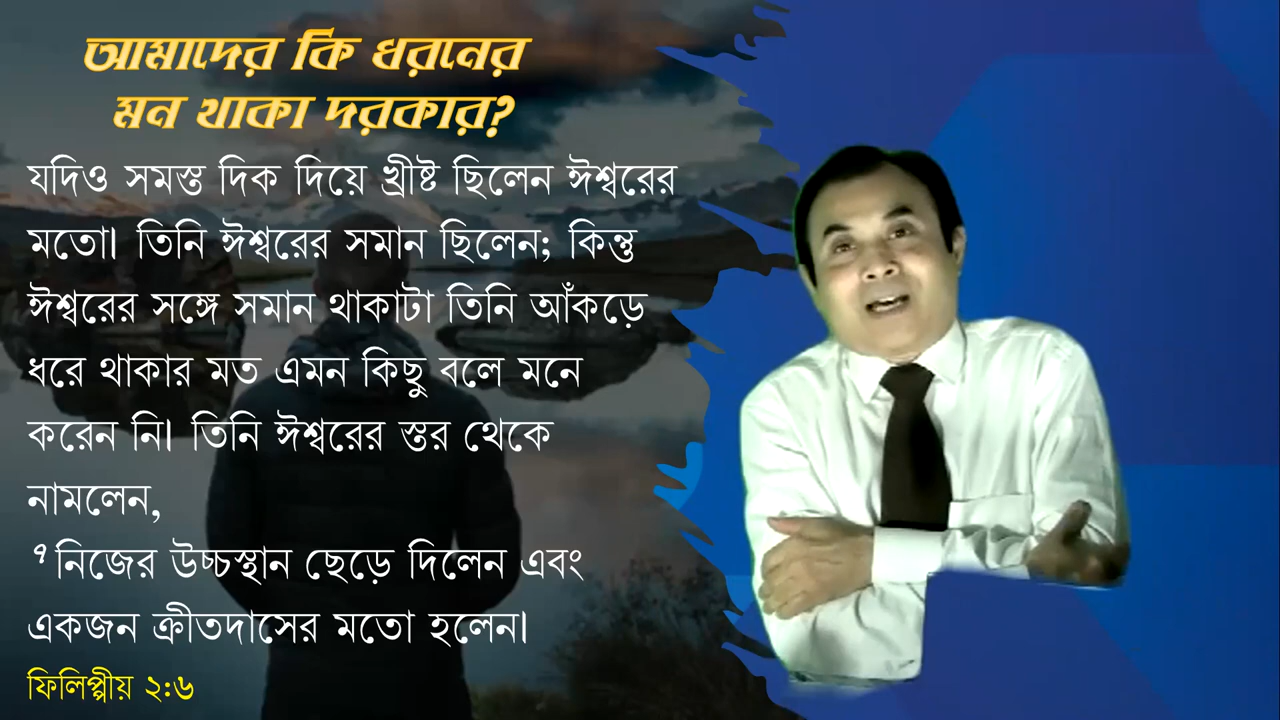 আমাদের কি ধরনের
মন থাকা দরকার?
যদিও সমস্ত দিক দিয়ে খ্রীষ্ট ছিলেন ঈশ্বরের
মতো। তিনি ঈশ্বরের সমান ছিলেন; কিন্তু
ঈশ্বরের সঙ্গে সমান থাকাটা তিনি আঁকড়ে
ধরে থাকার মত এমন কিছু বলে মনে
করেন নি। তিনি ঈশ্বরের স্তর থেকে
নামলেন,
৭ নিজের উচ্চস্থান ছেড়ে দিলেন এবং
একজন ক্রীতদাসের মতো হলেন।
ফিলিপ্পীয় ২:৬